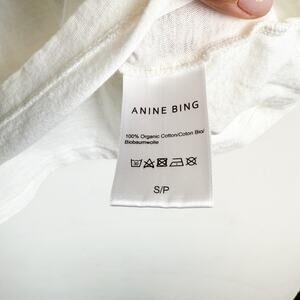 ANINE BING
100% Organic Cotton/Coton Bio/
Biobaumwolle
S/P